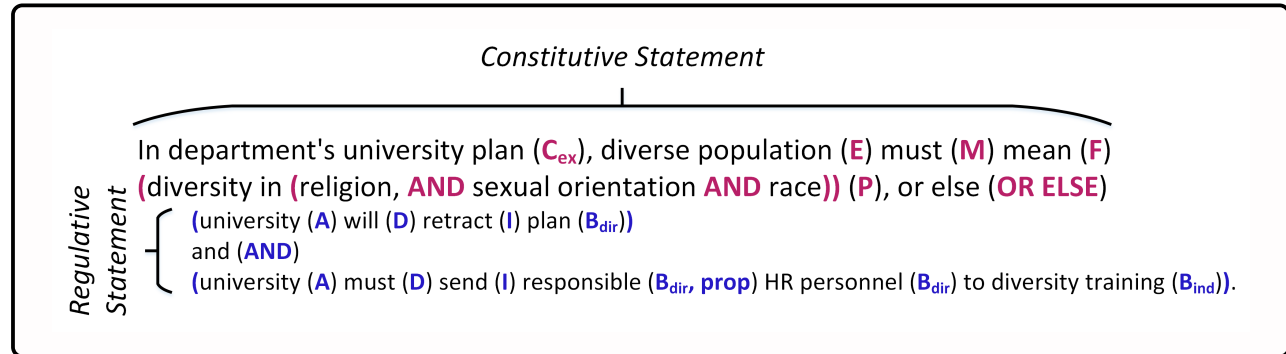 Constitutive Statement
In department's university plan (Cex), diverse population (E) must (M) mean (F)
(diversity in (religion, AND sexual orientation AND race)) (P), or else (OR ELSE)
Regulative
Statement
(university (A) will (D) retract (I) plan (Bdir))
and (AND)
(university (A) must (D) send (I) responsible (Bdir, prop) HR personnel (Bdir) to diversity training (Bind)).